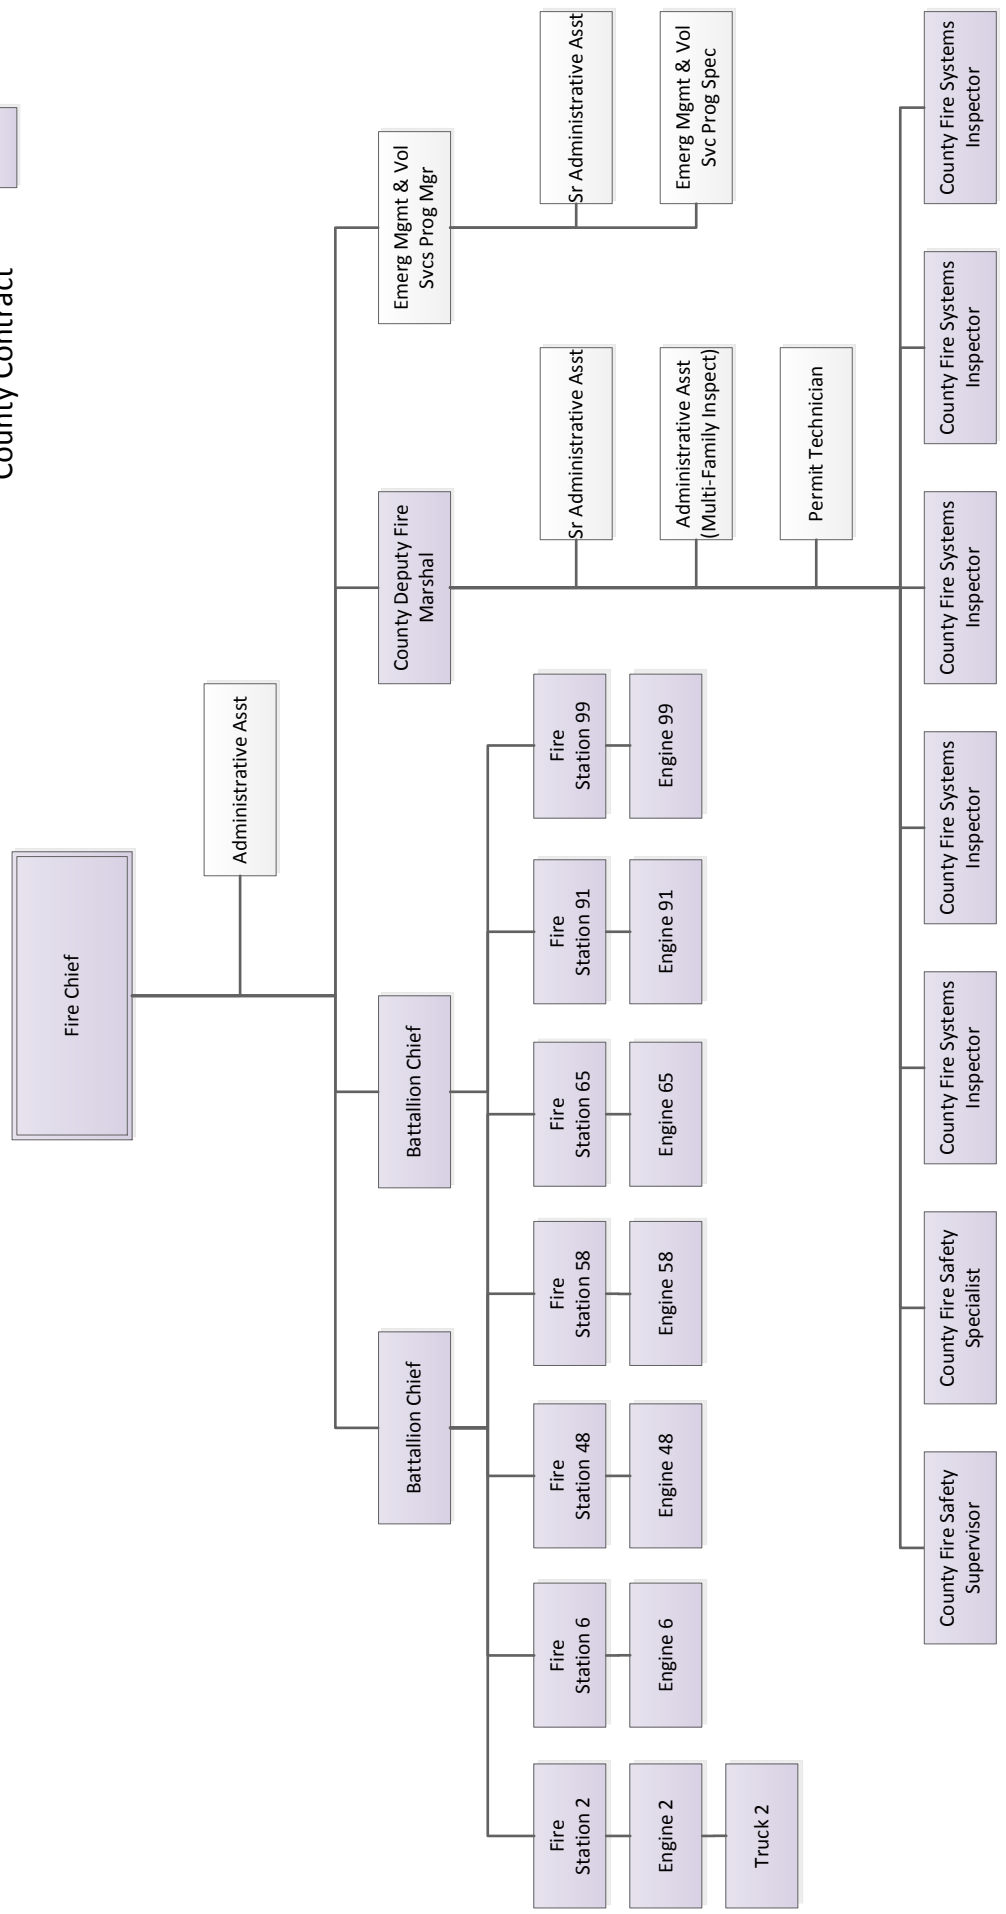 County Contract
Fire Chief
Administrative Asst
Battallion Chief
Battallion Chief
County Deputy Fire
Marshal
Emerg Mgmt & Vol
Svcs Prog Mgr
Fire
Station 2
Engine 2
Truck 2
Fire
Station 6
Engine 6
Fire
Station 48
Engine 48
Fire
Station 58
Engine 58
Fire
Station 65
Engine 65
Fire
Station 91
Engine 91
Fire
Station 99
Engine 99
Sr Administrative Asst
Administrative Asst
(Multi-Family Inspect)
Permit Technician
Sr Administrative Asst
Emerg Mgmt & Vol
Svc Prog Spec
County Fire Safety
Supervisor
County Fire Safety
Specialist
County Fire Systems
Inspector
County Fire Systems
Inspector
County Fire Systems
Inspector
County Fire Systems
Inspector
County Fire Systems
Inspector